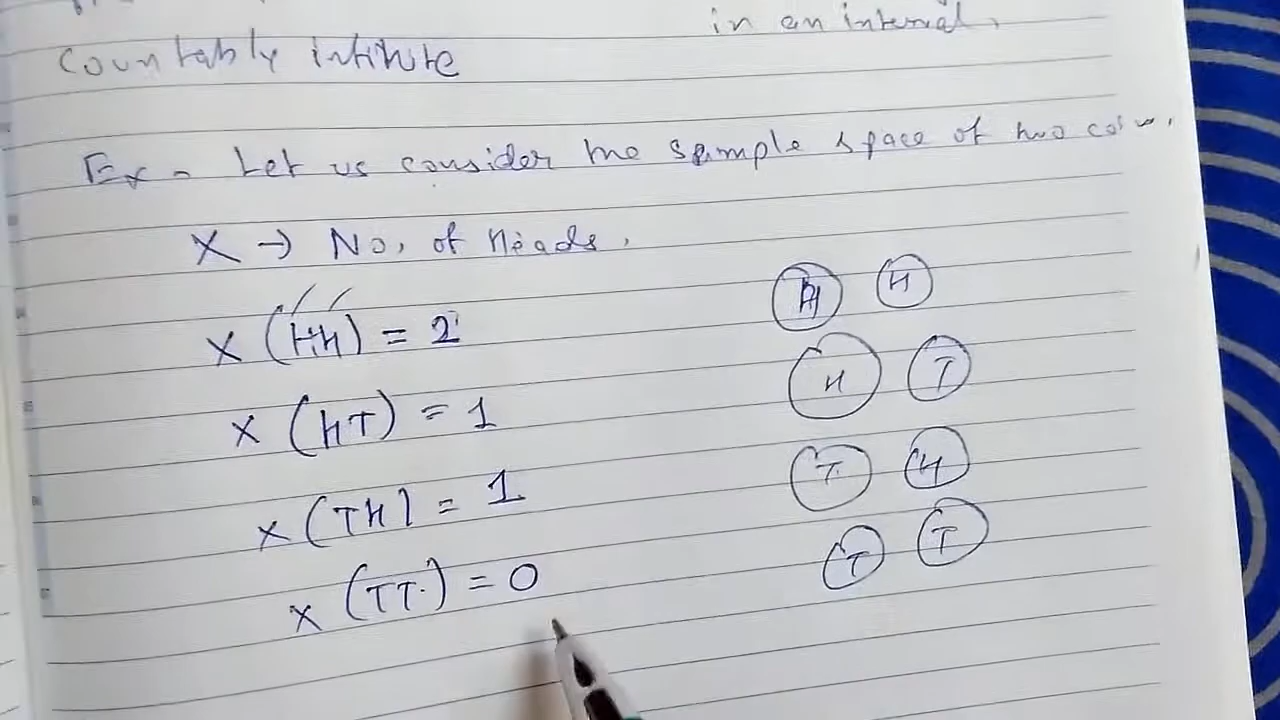 in an interval.
Countably infinite
Ex - Let us consider the sample space of two coin.
X → No. of Heads.
X (HH) = 2
X (HT) = 1
X (TH) = 1
X (TT) = 0
H H
H T
T H
T T